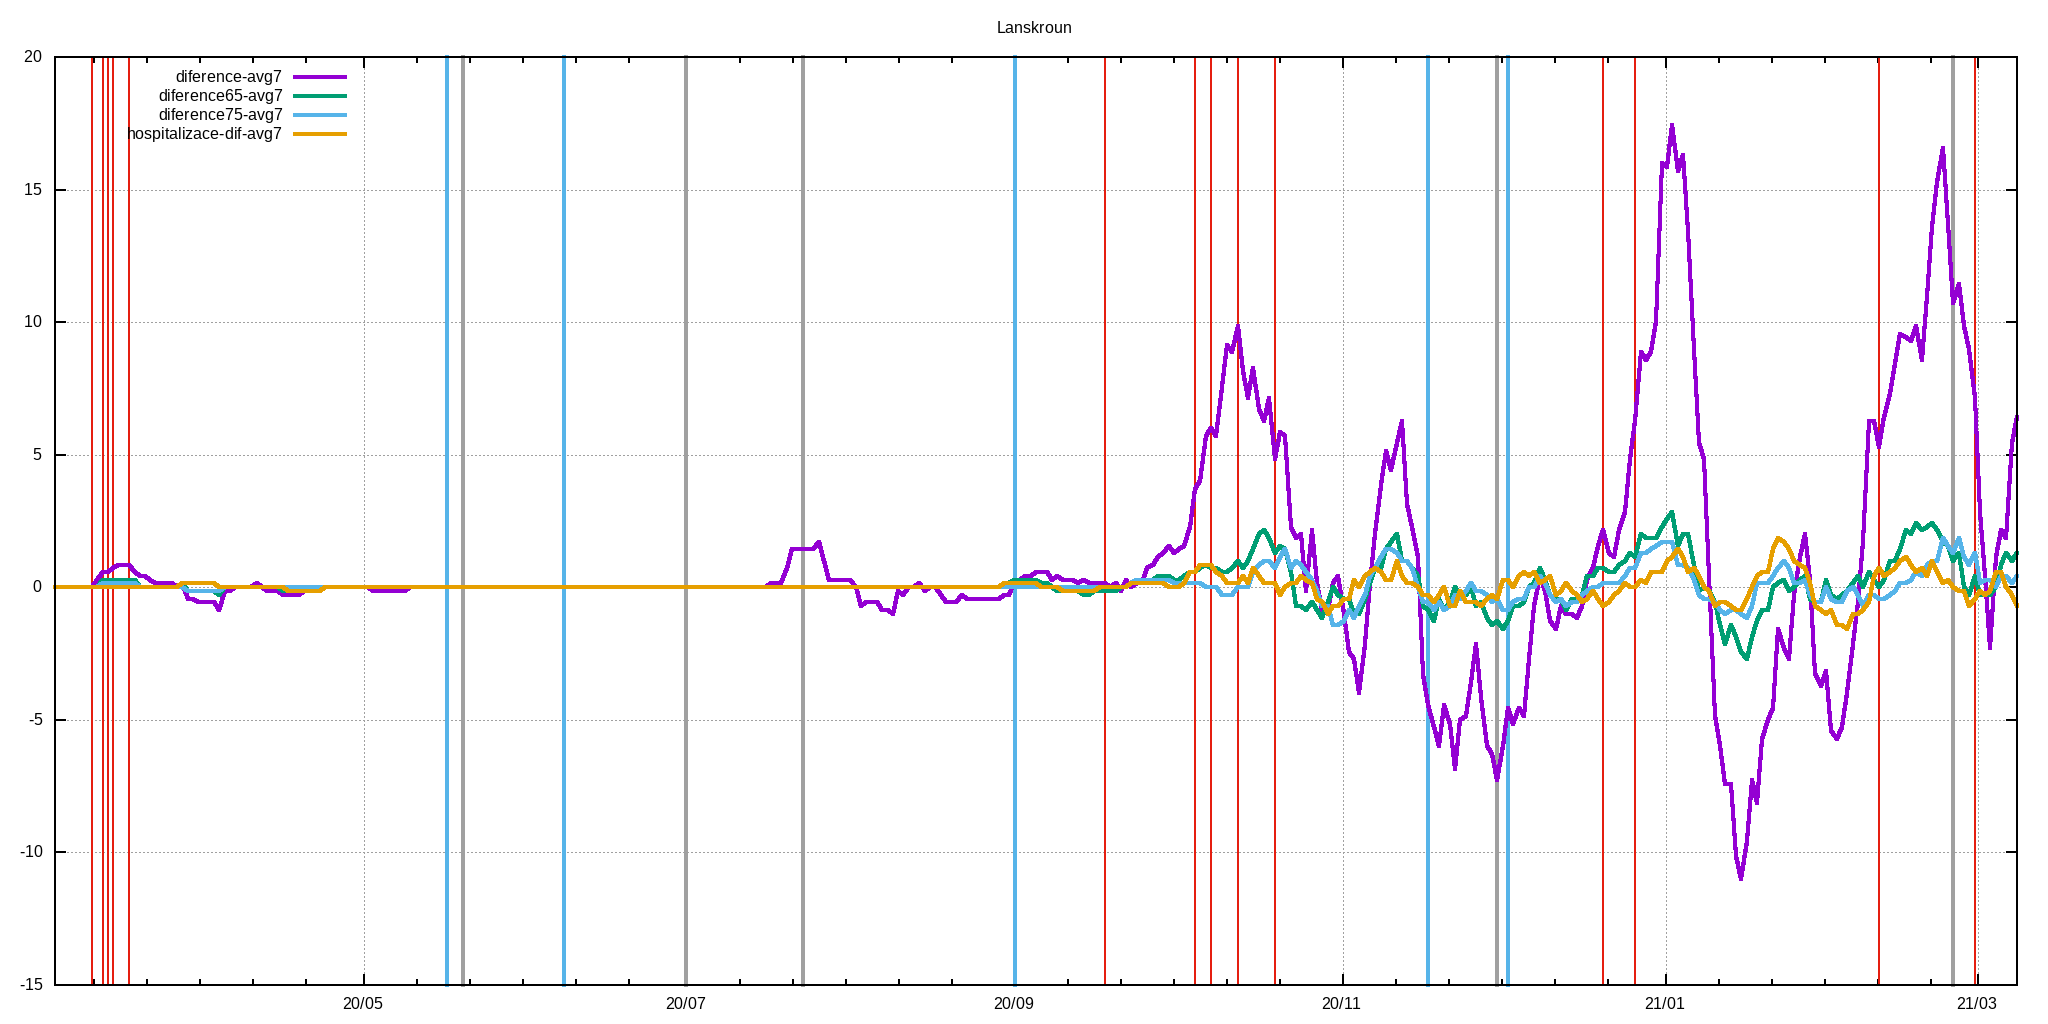 Lanskroun
20
15
10
5
0
-5
-10
-15
diference-avg7
diference65-avg7
diference75-avg7
hospitalizace-dif-avg7
20/05
20/07
20/09
20/11
21/01
21/03